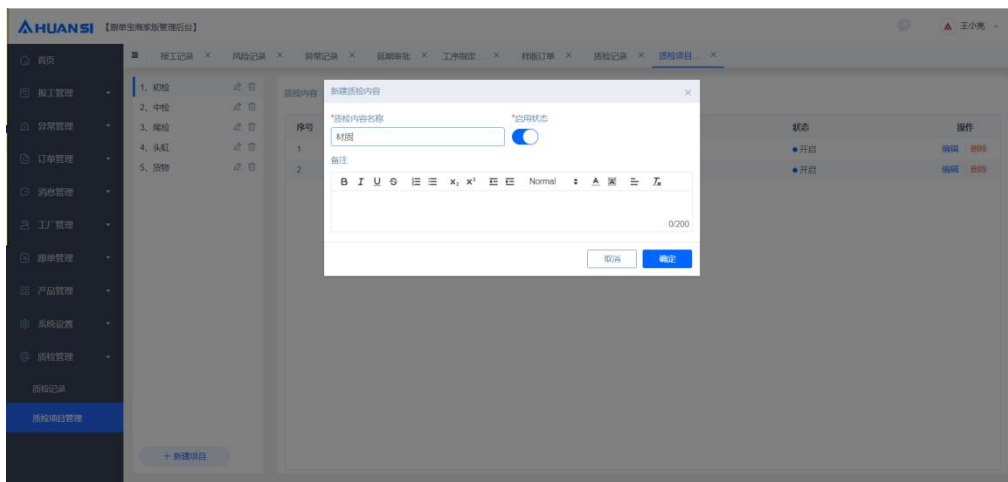 HUANSI 【跟单宝商家版管理后台】 王小亮
首页
报工管理
异常管理
订单管理
消息管理
工厂管理
跟单管理
产品管理
系统设置
质检管理
质检记录
质检项目管理
报工记录 × 风险记录 × 异常记录 × 延期审批 × 工序指定... × 样版订单 × 质检记录 × 质检项目... ×
1、初检
2、中检
3、尾检
4、头缸
5、货物
+ 新建项目
质检内容
序号 状态 操作
1 开启 编辑 删除
2 开启 编辑 删除
新建质检内容 ×
*质检内容名称 *启用状态
材质
备注
B I U S X₂ X² Normal A Tx
0/200
取消 确定